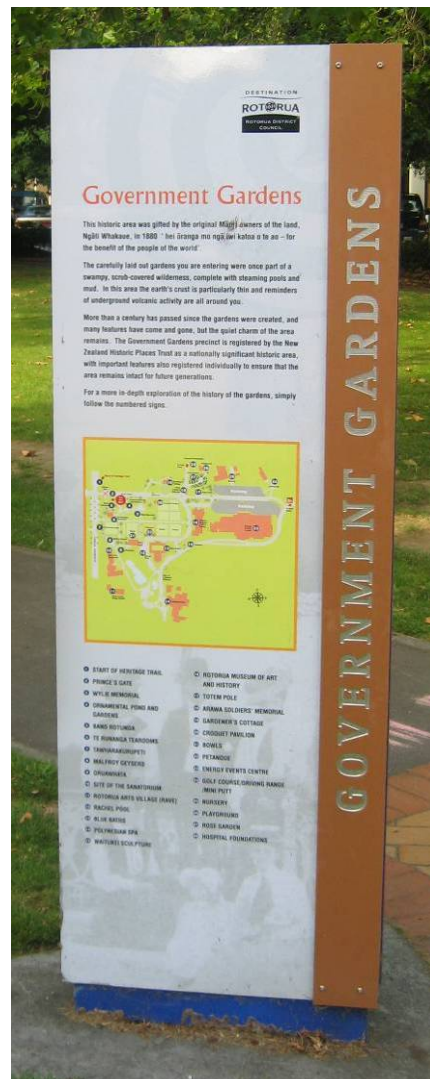 DESTINATION
ROTORUA
ROTORUA DISTRICT
COUNCIL
Government Gardens
This historic area was gifted by the original Māori owners of the land,
Ngāti Whakaue, in 1880 " hei āranga mo ngā iwi katoa o te ao – for
the benefit of the people of the world".
The carefully laid out gardens you are entering were once part of a
swampy, scrub-covered wilderness, complete with steaming pools and
mud. In this area the earth's crust is particularly thin and reminders
of underground volcanic activity are all around you.
More than a century has passed since the gardens were created, and
many features have come and gone, but the quiet charm of the area
remains. The Government Gardens precinct is registered by the New
Zealand Historic Places Trust as a nationally significant historic area,
with important features also registered individually to ensure that the
area remains intact for future generations.
For a more in-depth exploration of the history of the gardens, simply
follow the numbered signs.
START OF HERITAGE TRAIL
PRINCE'S GATE
WYLIE MEMORIAL
ORNAMENTAL POND AND
GARDENS
BAND ROTUNDA
TE RUNANGA TEAROOMS
TAWHARAKURUPETI
MALFROY GEYSERS
ORUAWHATA
SITE OF THE SANATORIUM
ROTORUA ARTS VILLAGE (RAVE)
RACHEL POOL
BLUE BATHS
POLYNESIAN SPA
WAITUKEI SCULPTURE
ROTORUA MUSEUM OF ART
AND HISTORY
TOTEM POLE
ARAWA SOLDIERS' MEMORIAL
GARDENER'S COTTAGE
CROQUET PAVILION
BOWLS
PETANQUE
ENERGY EVENTS CENTRE
GOLF COURSE/DRIVING RANGE
/MINI PUTT
NURSERY
PLAYGROUND
ROSE GARDEN
HOSPITAL FOUNDATIONS
GOVERNMENT GARDENS